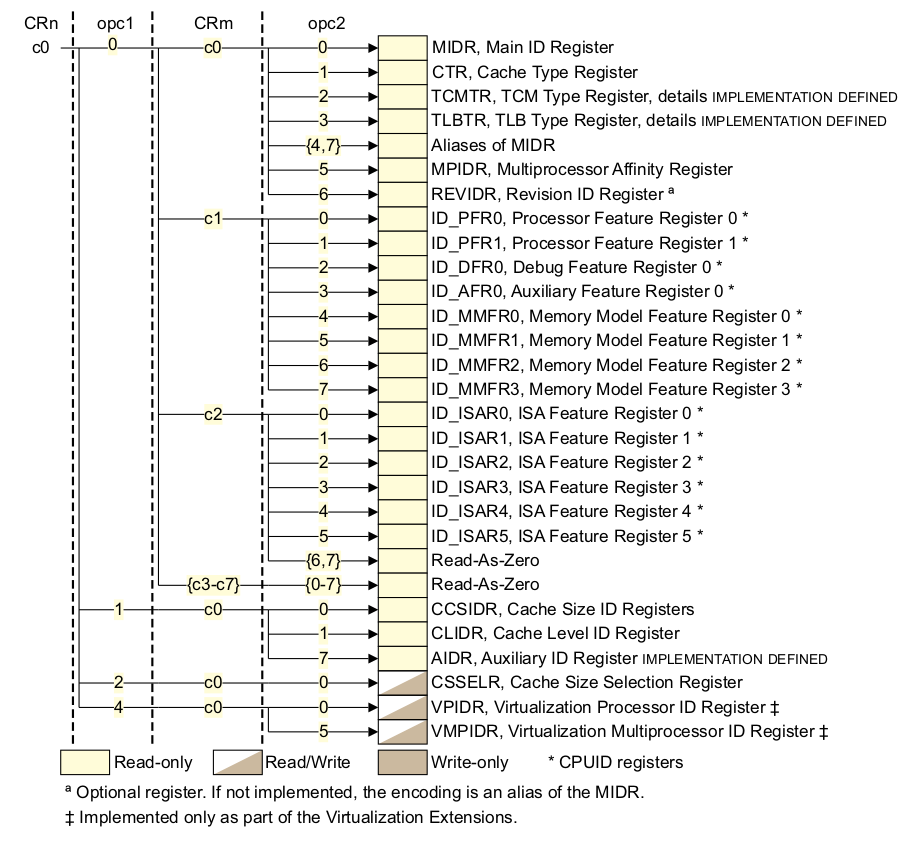 CRn opc1 CRm opc2
c0 0 c0 0 MIDR, Main ID Register
1 CTR, Cache Type Register
2 TCMTR, TCM Type Register, details IMPLEMENTATION DEFINED
3 TLBTR, TLB Type Register, details IMPLEMENTATION DEFINED
{4,7} Aliases of MIDR
5 MPIDR, Multiprocessor Affinity Register
6 REVIDR, Revision ID Register ª
c1 0 ID_PFR0, Processor Feature Register 0 *
1 ID_PFR1, Processor Feature Register 1 *
2 ID_DFR0, Debug Feature Register 0 *
3 ID_AFR0, Auxiliary Feature Register 0 *
4 ID_MMFR0, Memory Model Feature Register 0 *
5 ID_MMFR1, Memory Model Feature Register 1 *
6 ID_MMFR2, Memory Model Feature Register 2 *
7 ID_MMFR3, Memory Model Feature Register 3 *
c2 0 ID_ISAR0, ISA Feature Register 0 *
1 ID_ISAR1, ISA Feature Register 1 *
2 ID_ISAR2, ISA Feature Register 2 *
3 ID_ISAR3, ISA Feature Register 3 *
4 ID_ISAR4, ISA Feature Register 4 *
5 ID_ISAR5, ISA Feature Register 5 *
{6,7} Read-As-Zero
{c3-c7} {0-7} Read-As-Zero
1 c0 0 CCSIDR, Cache Size ID Registers
1 CLIDR, Cache Level ID Register
7 AIDR, Auxiliary ID Register IMPLEMENTATION DEFINED
2 c0 0 CSSELR, Cache Size Selection Register
4 c0 0 VPIDR, Virtualization Processor ID Register ‡
5 VMPIDR, Virtualization Multiprocessor ID Register ‡
Read-only Read/Write Write-only * CPUID registers
ª Optional register. If not implemented, the encoding is an alias of the MIDR.
‡ Implemented only as part of the Virtualization Extensions.